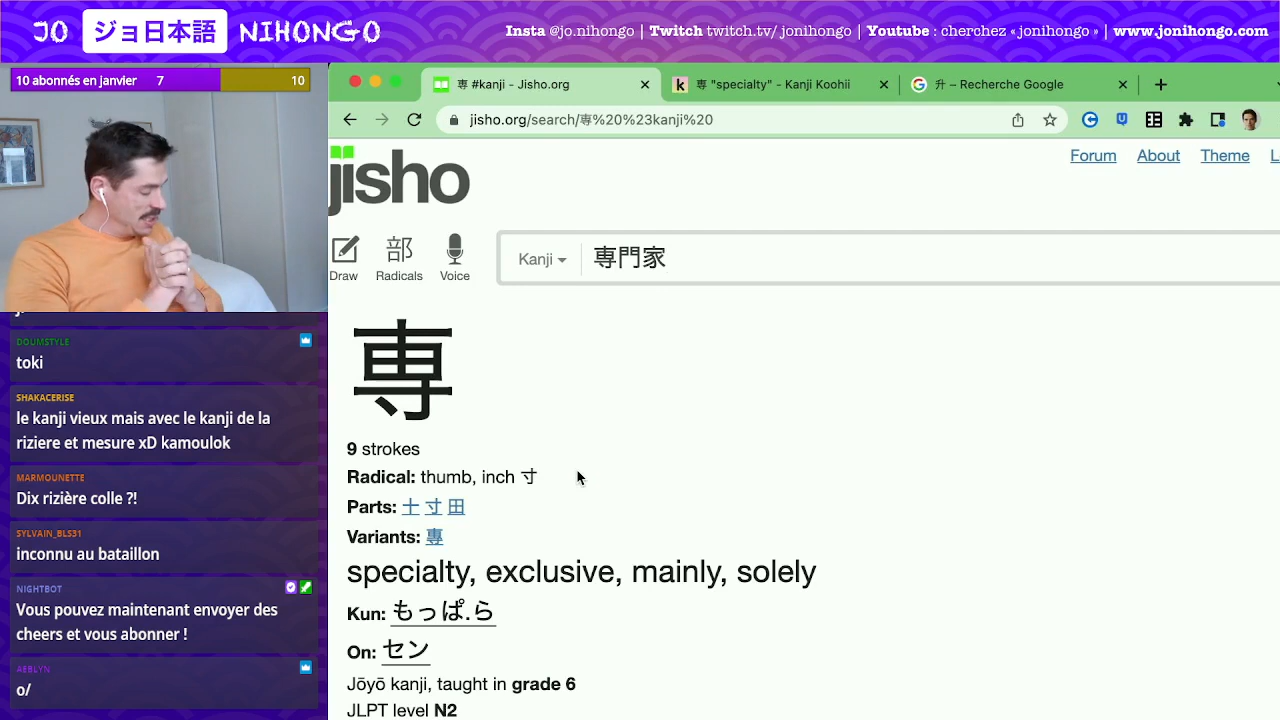 JO ジョ日本語 NIHONGO
Insta @jo.nihongo | Twitch twitch.tv/ jonihongo | Youtube : cherchez « jonihongo » | www.jonihongo.com
10 abonnés en janvier 7 10
専 #kanji - Jisho.org
専 "specialty" - Kanji Koohii
升 – Recherche Google
jisho.org/search/専%20%23kanji%20
Forum About Theme L
jisho
Draw
部 Radicals
Voice
Kanji 専門家
専
9 strokes
Radical: thumb, inch 寸
Parts: 十 寸 田
Variants: 專
specialty, exclusive, mainly, solely
Kun: もっぱ.ら
On: セン
Jōyō kanji, taught in grade 6
JLPT level N2
DOUMSTYLE
toki
SHAKACERISE
le kanji vieux mais avec le kanji de la
riziere et mesure xD kamoulok
MARMOUNETTE
Dix rizière colle ?!
SYLVAIN_BLS31
inconnu au bataillon
NIGHTBOT
Vous pouvez maintenant envoyer des
cheers et vous abonner !
AEBLYN
o/